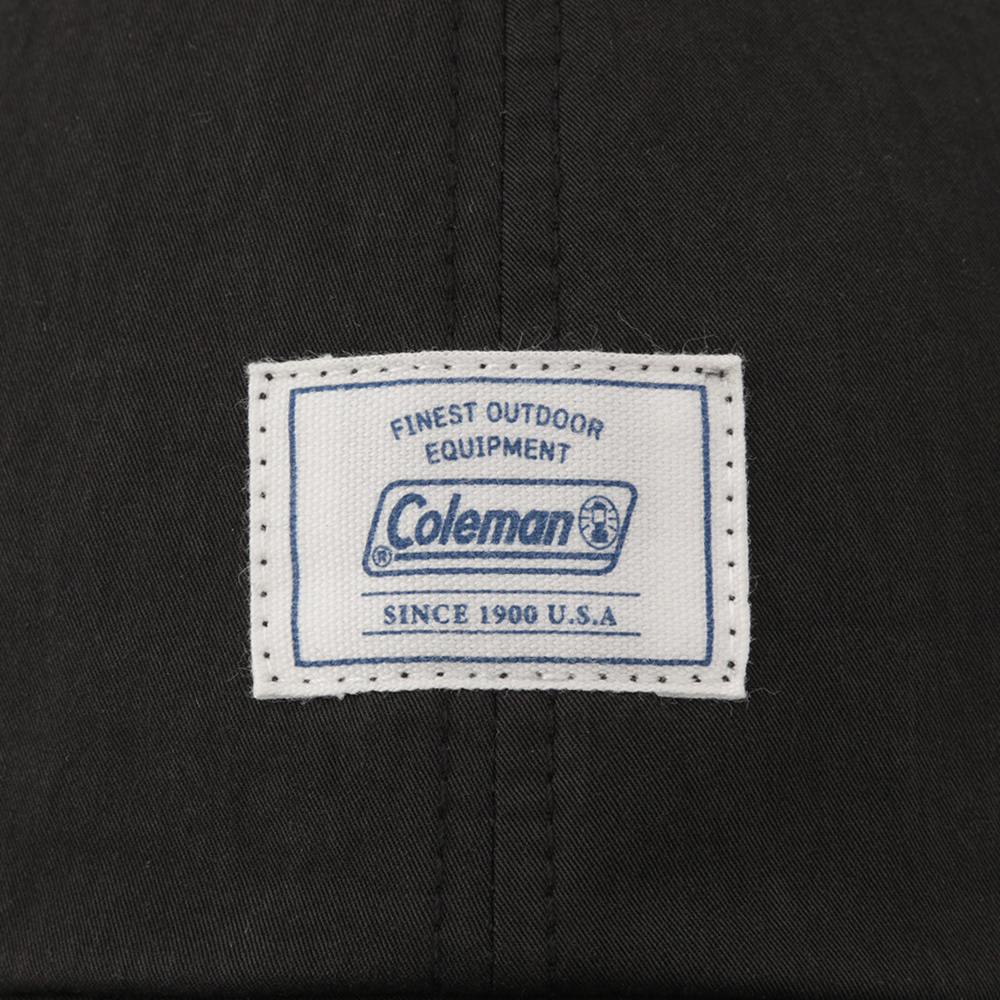 FINEST OUTDOOR
EQUIPMENT
Coleman
®
SINCE 1900 U.S.A